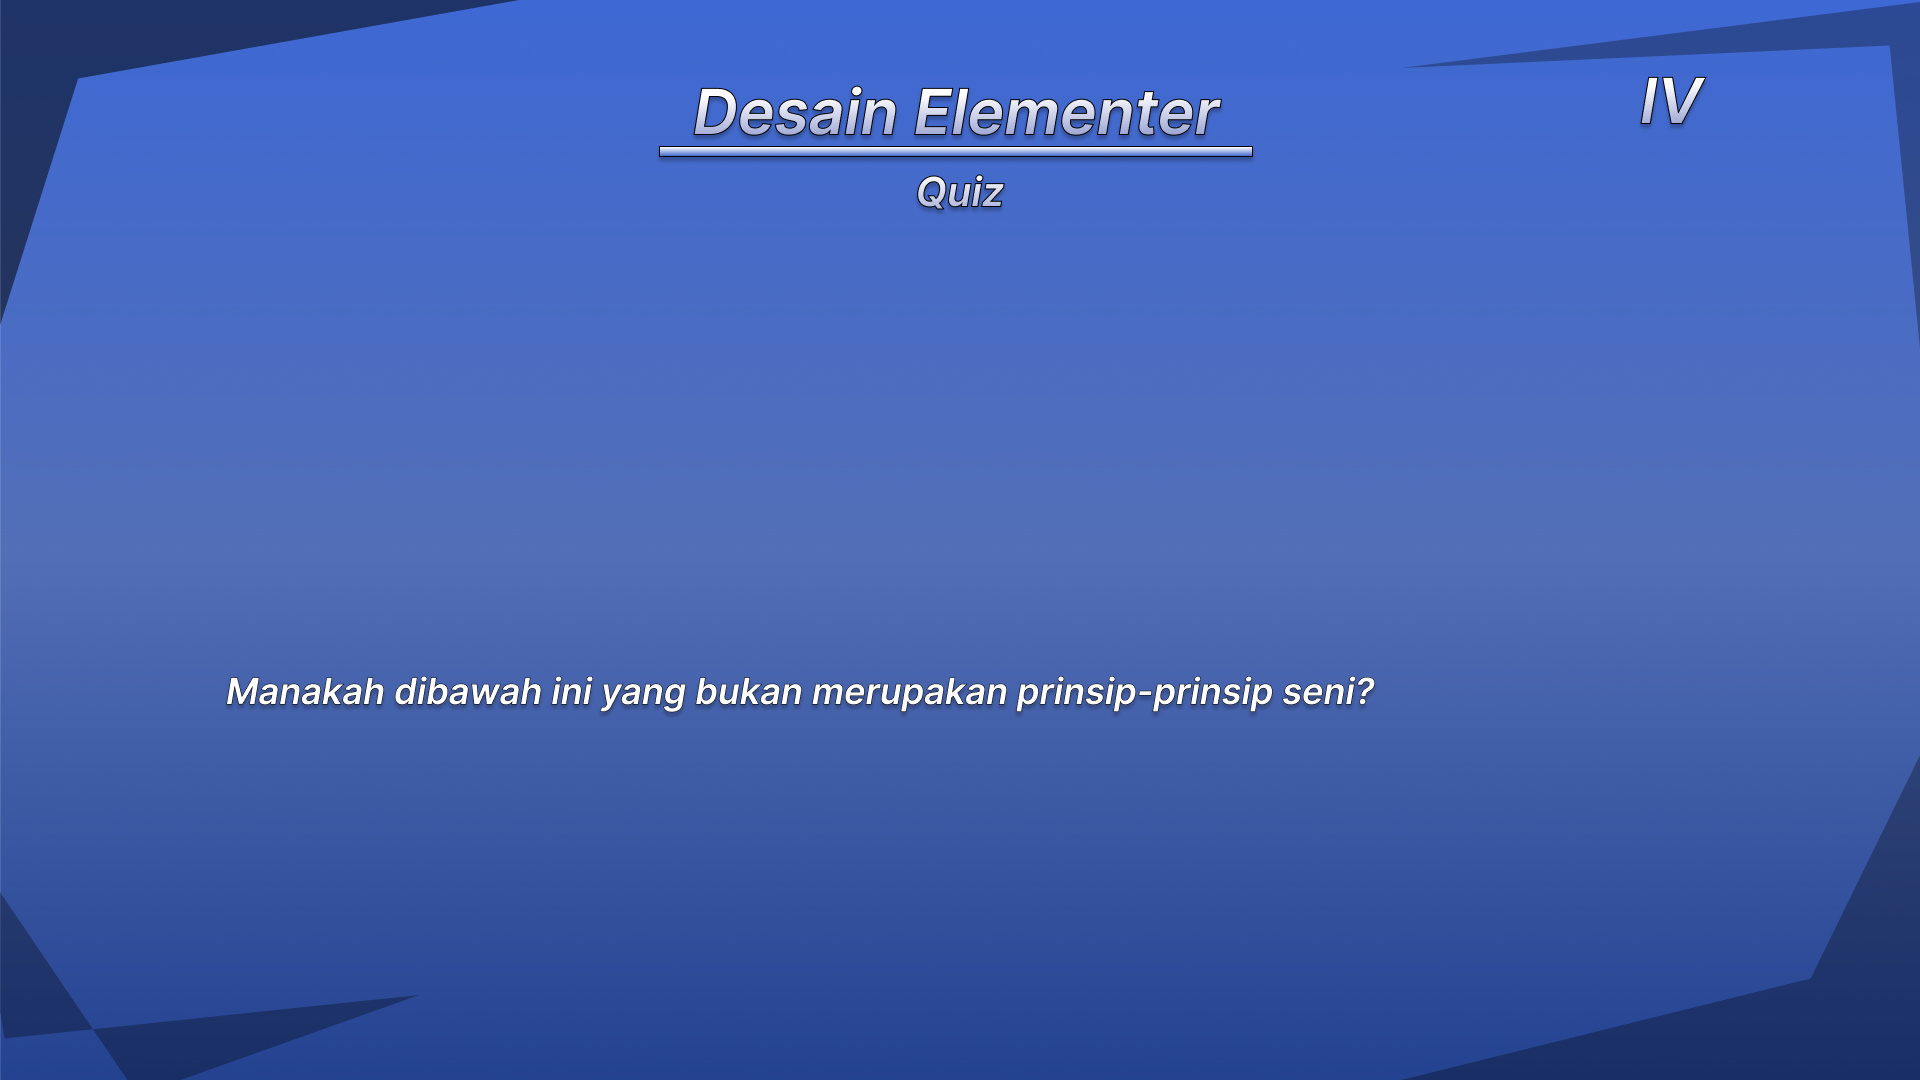 Desain Elementer
IV
Quiz
Manakah dibawah ini yang bukan merupakan prinsip-prinsip seni?